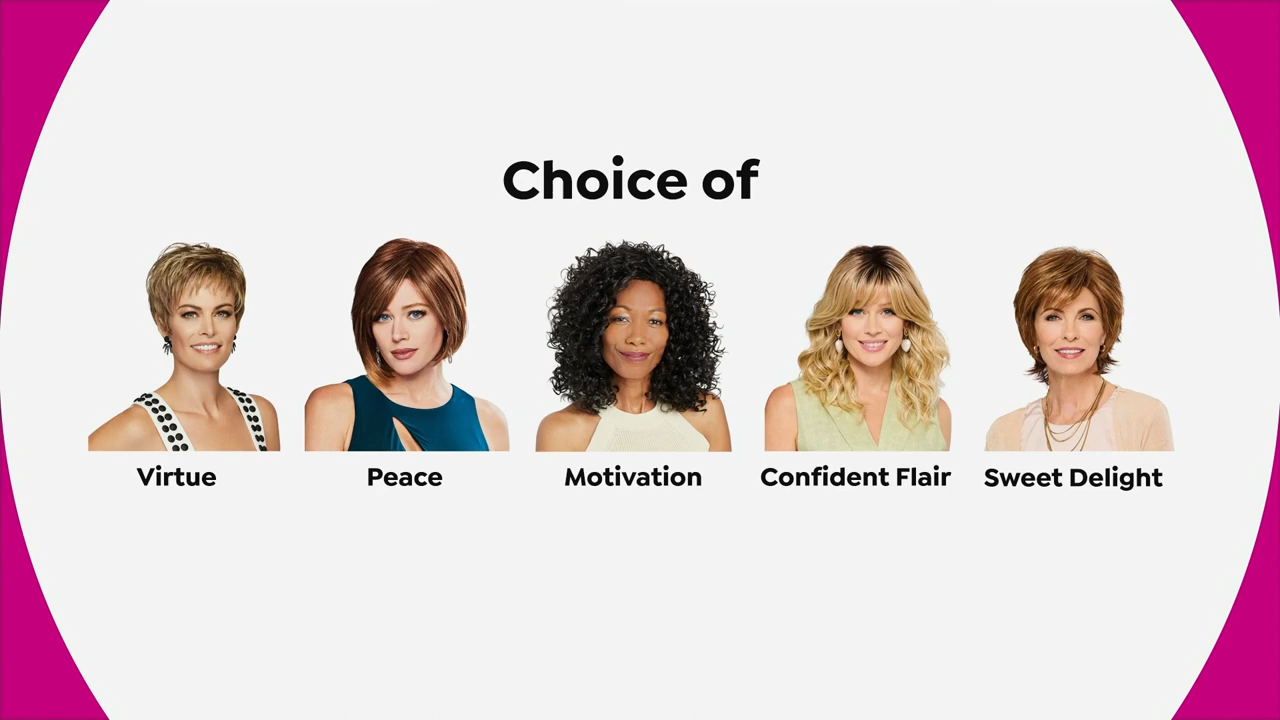 Choice of
Virtue
Peace
Motivation
Confident Flair
Sweet Delight